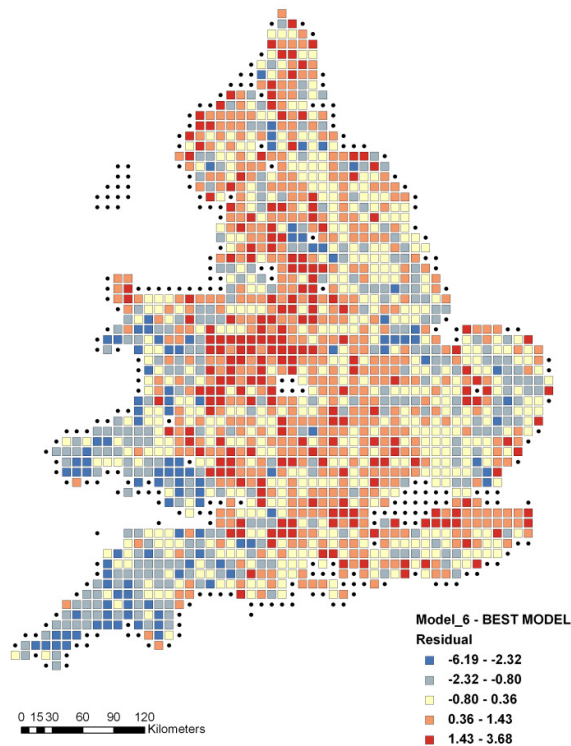 Model_6 - BEST MODEL
Residual
-6.19 - -2.32
-2.32 - -0.80
-0.80 - 0.36
0.36 - 1.43
1.43 - 3.68
0 15 30 60 90 120
Kilometers